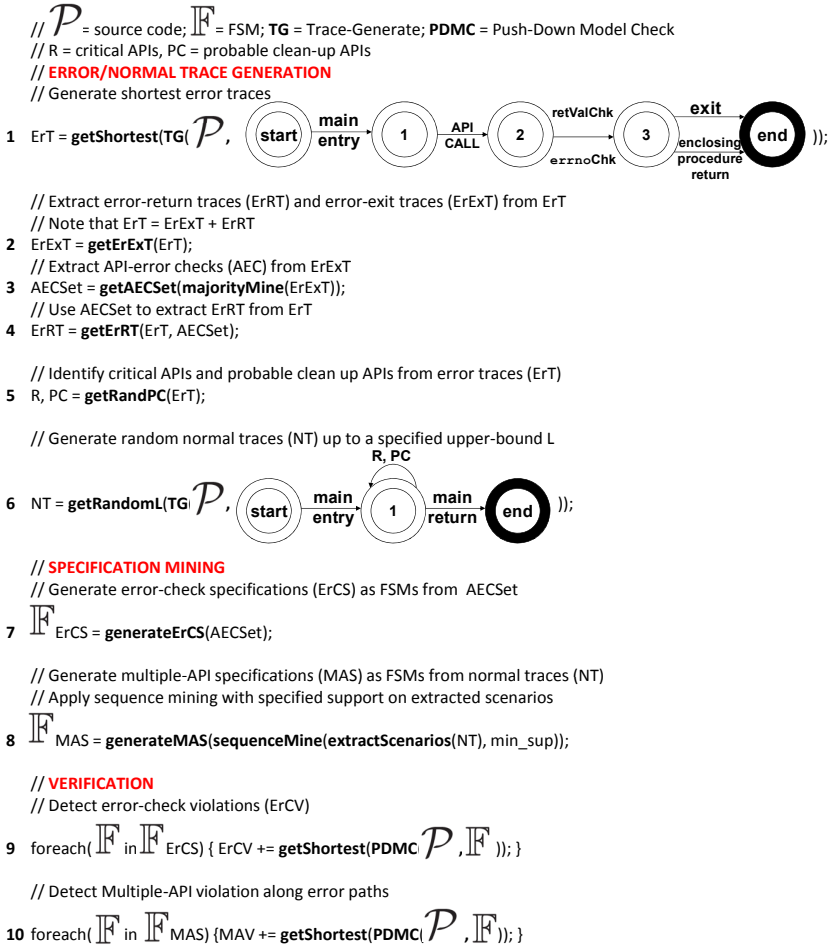 // 𝒫 = source code; 𝔽 = FSM; TG = Trace-Generate; PDMC = Push-Down Model Check
// R = critical APIs, PC = probable clean-up APIs
// ERROR/NORMAL TRACE GENERATION
// Generate shortest error traces
1 ErT = getShortest(TG( 𝒫 , start main entry 1 API CALL 2 retValChk errnoChk 3 exit enclosing procedure return end ));
// Extract error-return traces (ErRT) and error-exit traces (ErExT) from ErT
// Note that ErT = ErExT + ErRT
2 ErExT = getErExT(ErT);
// Extract API-error checks (AEC) from ErExT
3 AECSet = getAECSet(majorityMine(ErExT));
// Use AECSet to extract ErRT from ErT
4 ErRT = getErRT(ErT, AECSet);
// Identify critical APIs and probable clean up APIs from error traces (ErT)
5 R, PC = getRandPC(ErT);
// Generate random normal traces (NT) up to a specified upper-bound L
R, PC
6 NT = getRandomL(TG( 𝒫 , start main entry 1 main return end ));
// SPECIFICATION MINING
// Generate error-check specifications (ErCS) as FSMs from AECSet
7 𝔽 ErCS = generateErCS(AECSet);
// Generate multiple-API specifications (MAS) as FSMs from normal traces (NT)
// Apply sequence mining with specified support on extracted scenarios
8 𝔽 MAS = generateMAS(sequenceMine(extractScenarios(NT), min_sup));
// VERIFICATION
// Detect error-check violations (ErCV)
9 foreach( 𝔽 in 𝔽 ErCS) { ErCV += getShortest(PDMC( 𝒫 , 𝔽 )); }
// Detect Multiple-API violation along error paths
10 foreach( 𝔽 in 𝔽 MAS) {MAV += getShortest(PDMC( 𝒫 , 𝔽 )); }